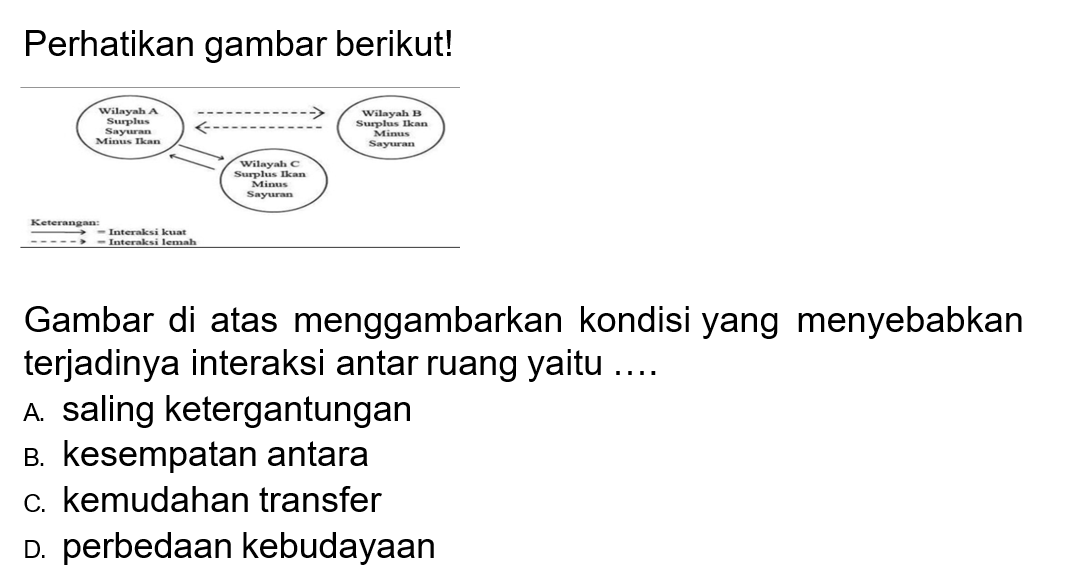 Perhatikan gambar berikut!
Wilayah A
Surplus
Sayuran
Minus Ikan
Wilayah B
Surplus Ikan
Minus
Sayuran
Wilayah C
Surplus Ikan
Minus
Sayuran
Keterangan:
= Interaksi kuat
= Interaksi lemah
Gambar di atas menggambarkan kondisi yang menyebabkan
terjadinya interaksi antar ruang yaitu ....
A. saling ketergantungan
B. kesempatan antara
C. kemudahan transfer
D. perbedaan kebudayaan